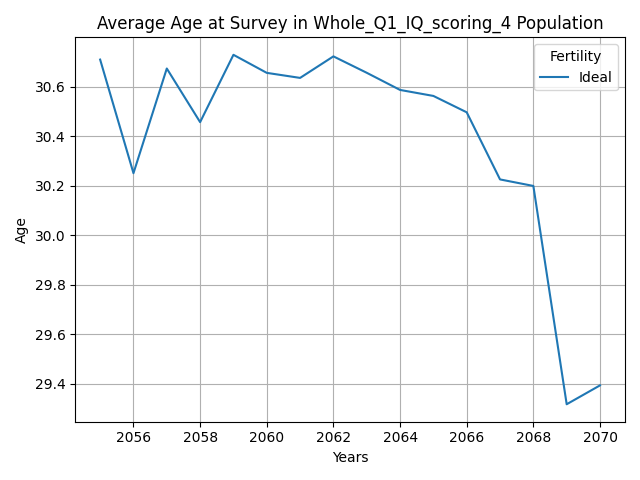 Average Age at Survey in Whole_Q1_IQ_scoring_4 Population
Fertility
Ideal
30.6
30.4
30.2
30.0
29.8
29.6
29.4
Age
2056 2058 2060 2062 2064 2066 2068 2070
Years